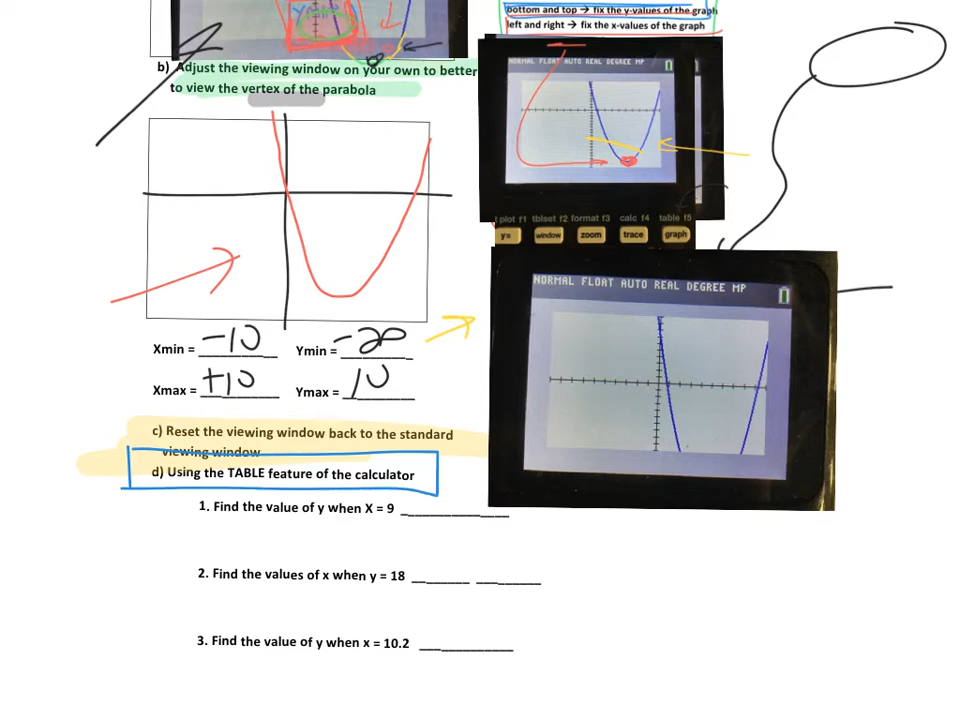 bottom and top → fix the y-values of the graph
left and right → fix the x-values of the graph
b) Adjust the viewing window on your own to better
to view the vertex of the parabola
NORMAL FLOAT AUTO REAL DEGREE MP
plot f1 tblset f2 format f3 calc f4 table f5
y= window zoom trace graph
NORMAL FLOAT AUTO REAL DEGREE MP
Xmin = -10 Ymin = -20
Xmax = +10 Ymax = 10
c) Reset the viewing window back to the standard
viewing window
d) Using the TABLE feature of the calculator
1. Find the value of y when X = 9
2. Find the values of x when y = 18
3. Find the value of y when x = 10.2